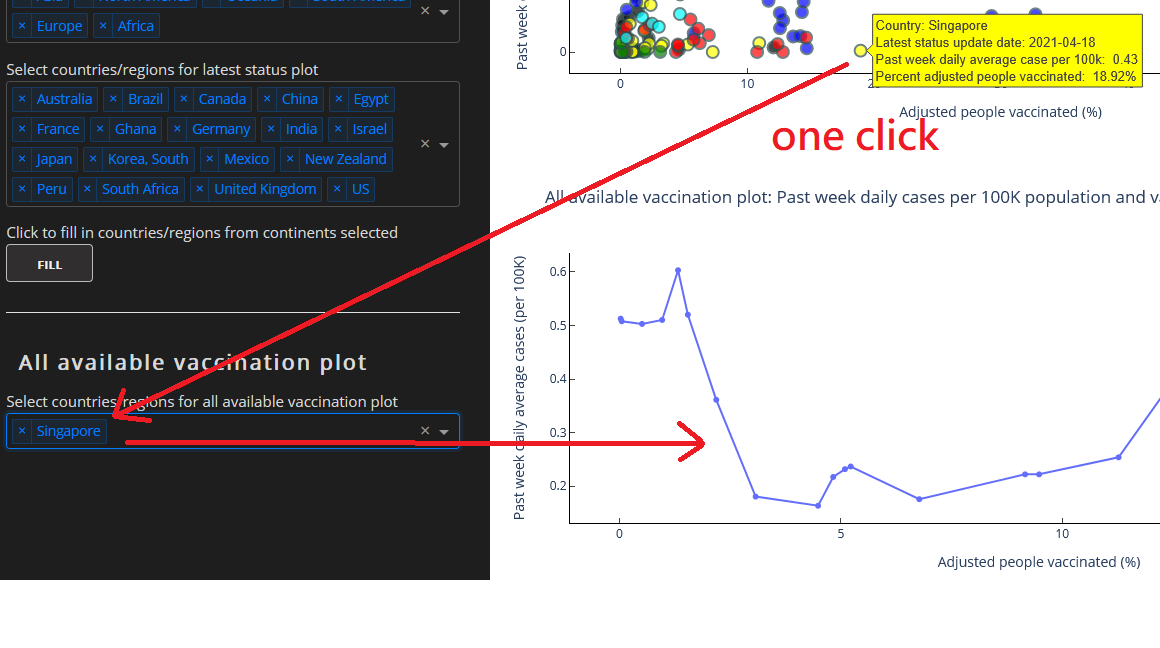 × Europe × Africa
Select countries/regions for latest status plot
× Australia × Brazil × Canada × China × Egypt
× France × Ghana × Germany × India × Israel
× Japan × Korea, South × Mexico × New Zealand
× Peru × South Africa × United Kingdom × US
Click to fill in countries/regions from continents selected
FILL
All available vaccination plot
Select countries/regions for all available vaccination plot
× Singapore
Past week
0
0
10
Country: Singapore
Latest status update date: 2021-04-18
Past week daily average case per 100k: 0.43
Percent adjusted people vaccinated: 18.92%
Adjusted people vaccinated (%)
one click
All available vaccination plot: Past week daily cases per 100K population and
Past week daily average cases (per 100K)
0.6
0.5
0.4
0.3
0.2
0
5
10
Adjusted people vaccinated (%)